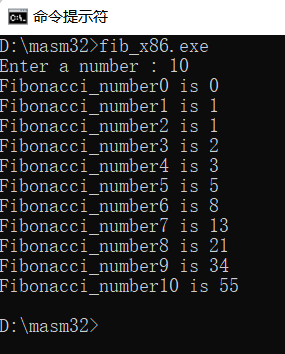 命令提示符
D:\masm32>fib_x86.exe
Enter a number : 10
Fibonacci_number0 is 0
Fibonacci_number1 is 1
Fibonacci_number2 is 1
Fibonacci_number3 is 2
Fibonacci_number4 is 3
Fibonacci_number5 is 5
Fibonacci_number6 is 8
Fibonacci_number7 is 13
Fibonacci_number8 is 21
Fibonacci_number9 is 34
Fibonacci_number10 is 55
D:\masm32>